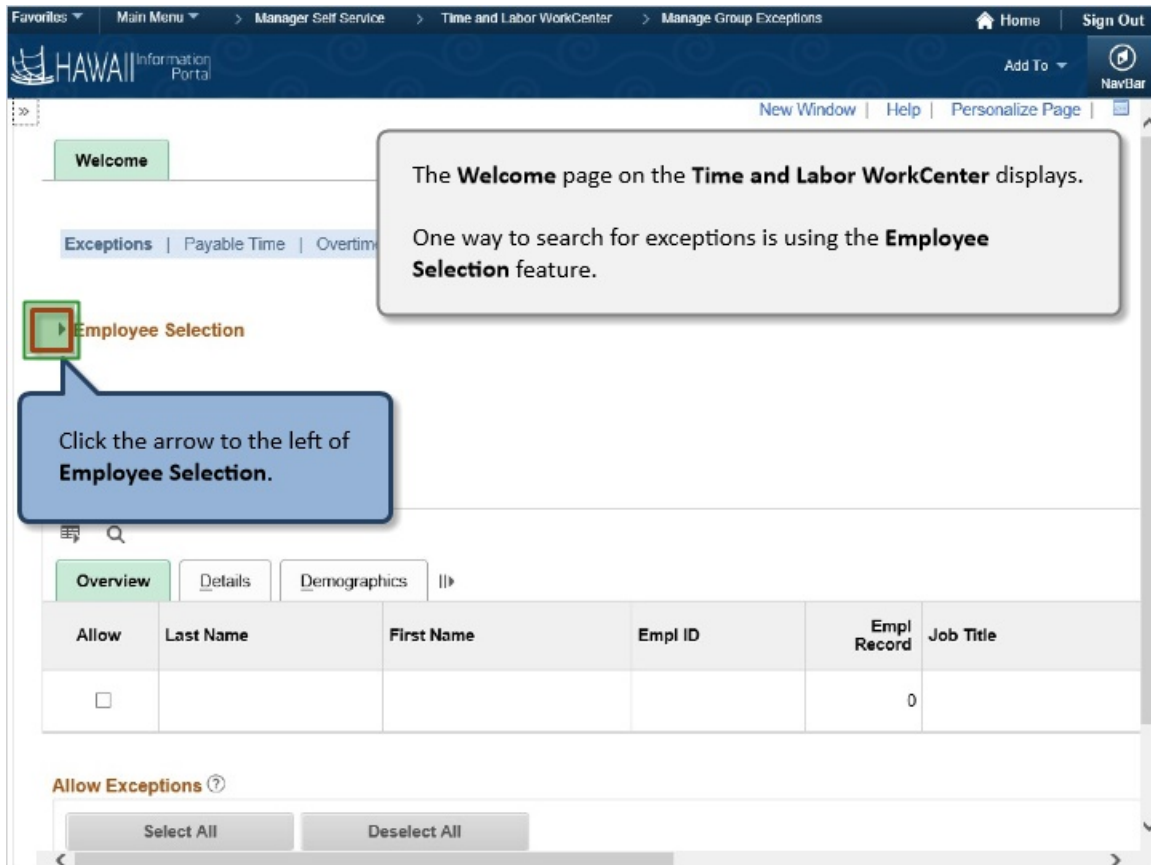 Favorites Main Menu > Manager Self Service > Time and Labor WorkCenter > Manage Group Exceptions Home Sign Out
HAWAII Information Portal
Add To
NavBar
» New Window | Help | Personalize Page |
Welcome
The Welcome page on the Time and Labor WorkCenter displays.
One way to search for exceptions is using the Employee
Selection feature.
Exceptions | Payable Time | Overtim
Employee Selection
Click the arrow to the left of
Employee Selection.
Overview Details Demographics
Allow Last Name First Name Empl ID Empl Record Job Title
0
Allow Exceptions ?
Select All Deselect All